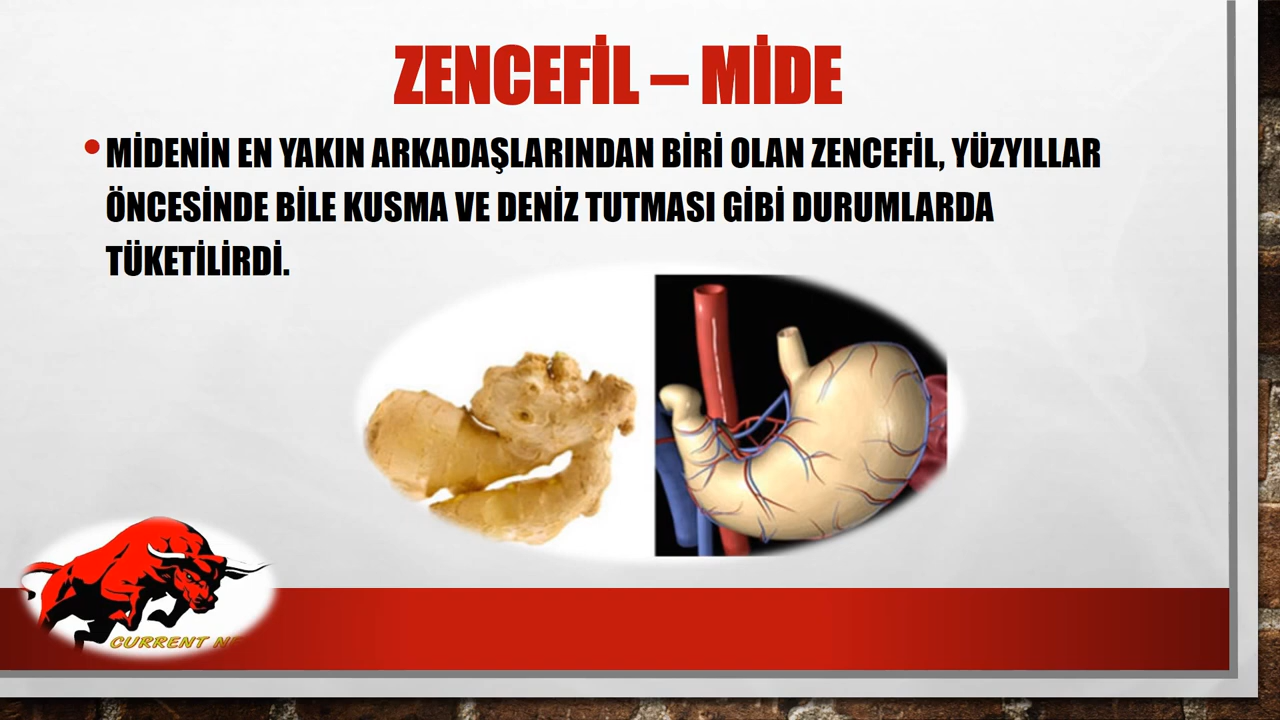 ZENCEFİL – MİDE
• MİDENİN EN YAKIN ARKADAŞLARINDAN BİRİ OLAN ZENCEFİL, YÜZYILLAR
ÖNCESİNDE BİLE KUSMA VE DENİZ TUTMASI GİBİ DURUMLARDA
TÜKETİLİRDİ.
CURRENT